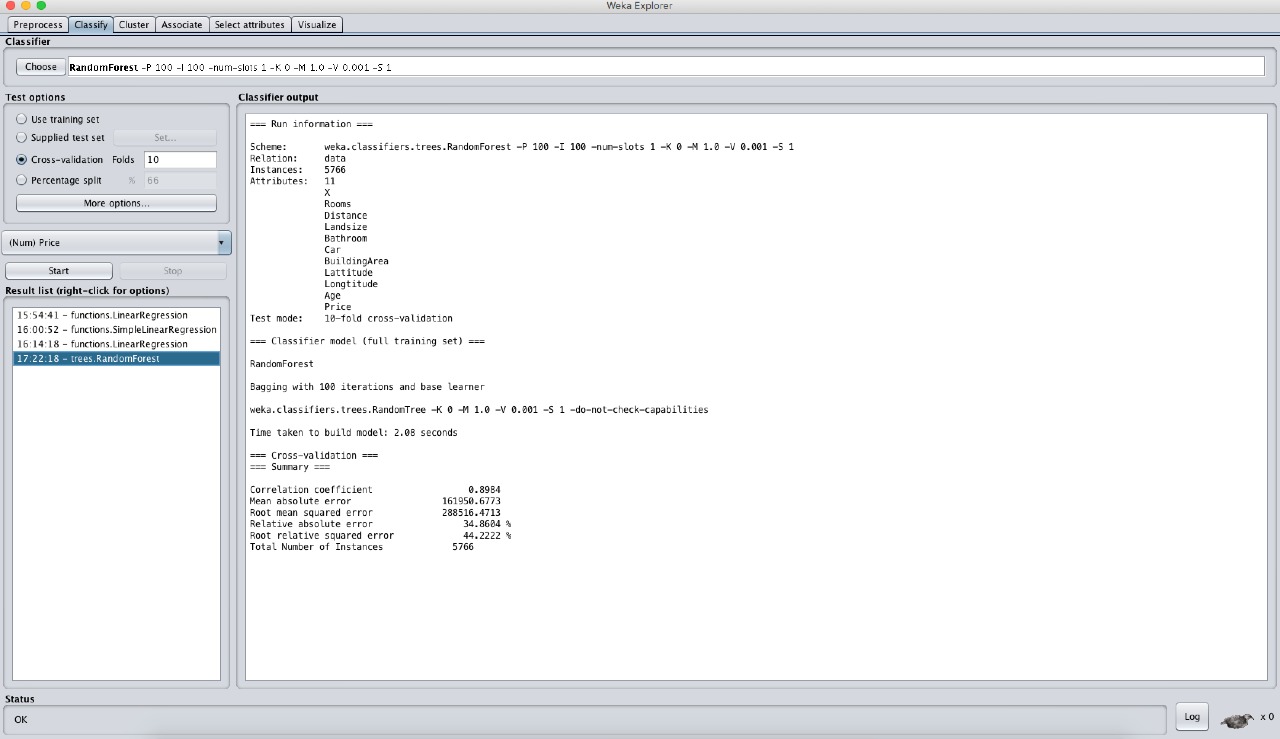 Weka Explorer
Preprocess Classify Cluster Associate Select attributes Visualize
Classifier
Choose RandomForest -P 100 -I 100 -num-slots 1 -K 0 -M 1.0 -V 0.001 -S 1
Test options
Use training set
Supplied test set Set...
Cross-validation Folds 10
Percentage split % 66
More options...
(Num) Price
Start Stop
Result list (right-click for options)
15:54:41 - functions.LinearRegression
16:00:52 - functions.SimpleLinearRegression
16:14:18 - functions.LinearRegression
17:22:18 - trees.RandomForest
Classifier output
=== Run information ===
Scheme: weka.classifiers.trees.RandomForest -P 100 -I 100 -num-slots 1 -K 0 -M 1.0 -V 0.001 -S 1
Relation: data
Instances: 5766
Attributes: 11
X
Rooms
Distance
Landsize
Bathroom
Car
BuildingArea
Lattitude
Longtitude
Age
Price
Test mode: 10-fold cross-validation
=== Classifier model (full training set) ===
RandomForest
Bagging with 100 iterations and base learner
weka.classifiers.trees.RandomTree -K 0 -M 1.0 -V 0.001 -S 1 -do-not-check-capabilities
Time taken to build model: 2.08 seconds
=== Cross-validation ===
=== Summary ===
Correlation coefficient 0.8984
Mean absolute error 161950.6773
Root mean squared error 288516.4713
Relative absolute error 34.8604 %
Root relative squared error 44.2222 %
Total Number of Instances 5766
Status
OK
Log x 0